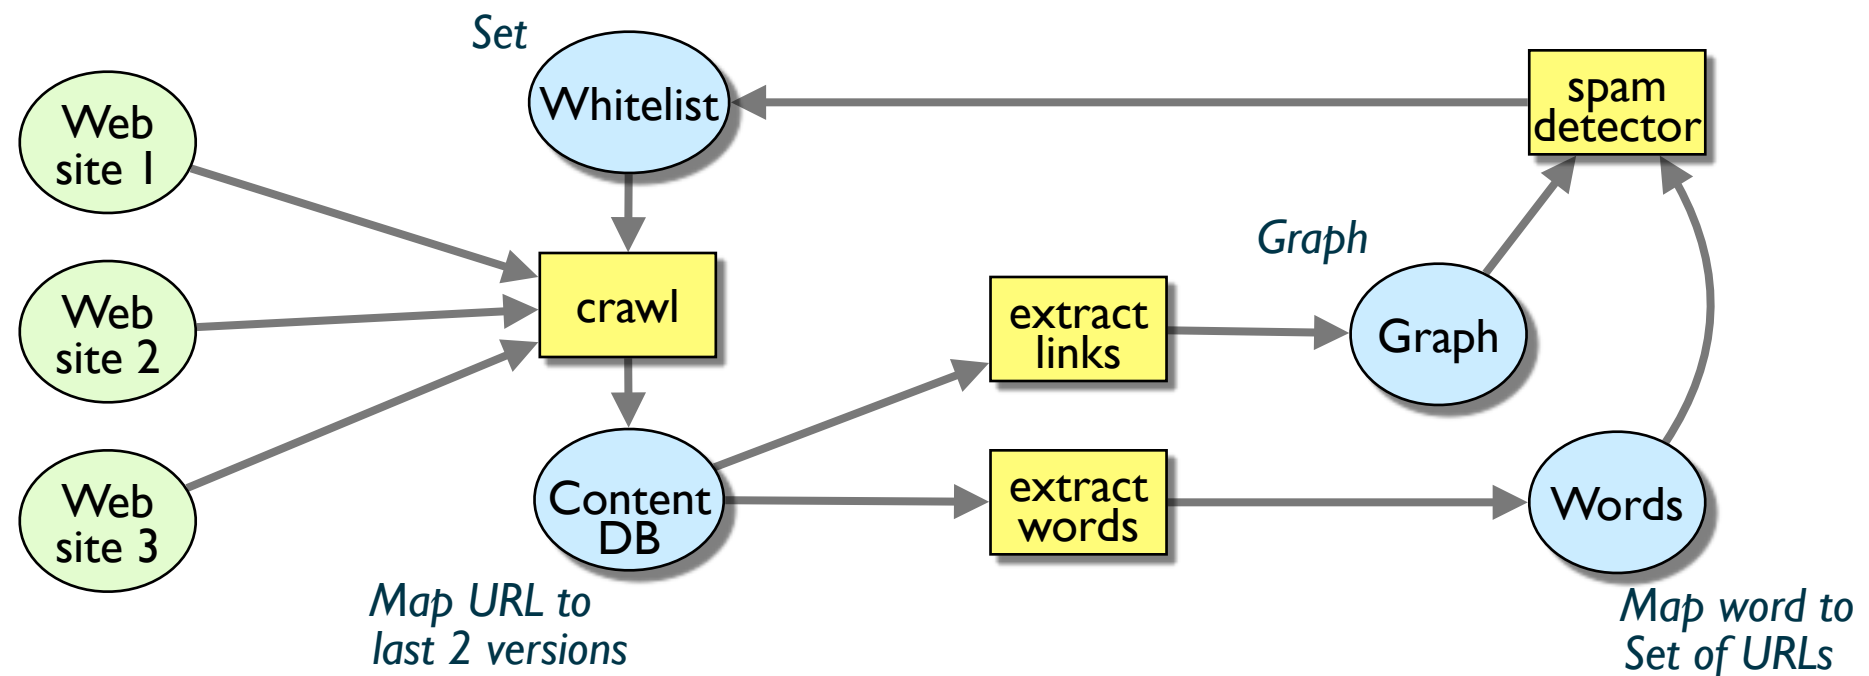 Set
Web
site 1
Whitelist
spam
detector
Web
site 2
crawl
extract
links
Graph
Graph
Web
site 3
Content
DB
extract
words
Words
Map URL to
last 2 versions
Map word to
Set of URLs